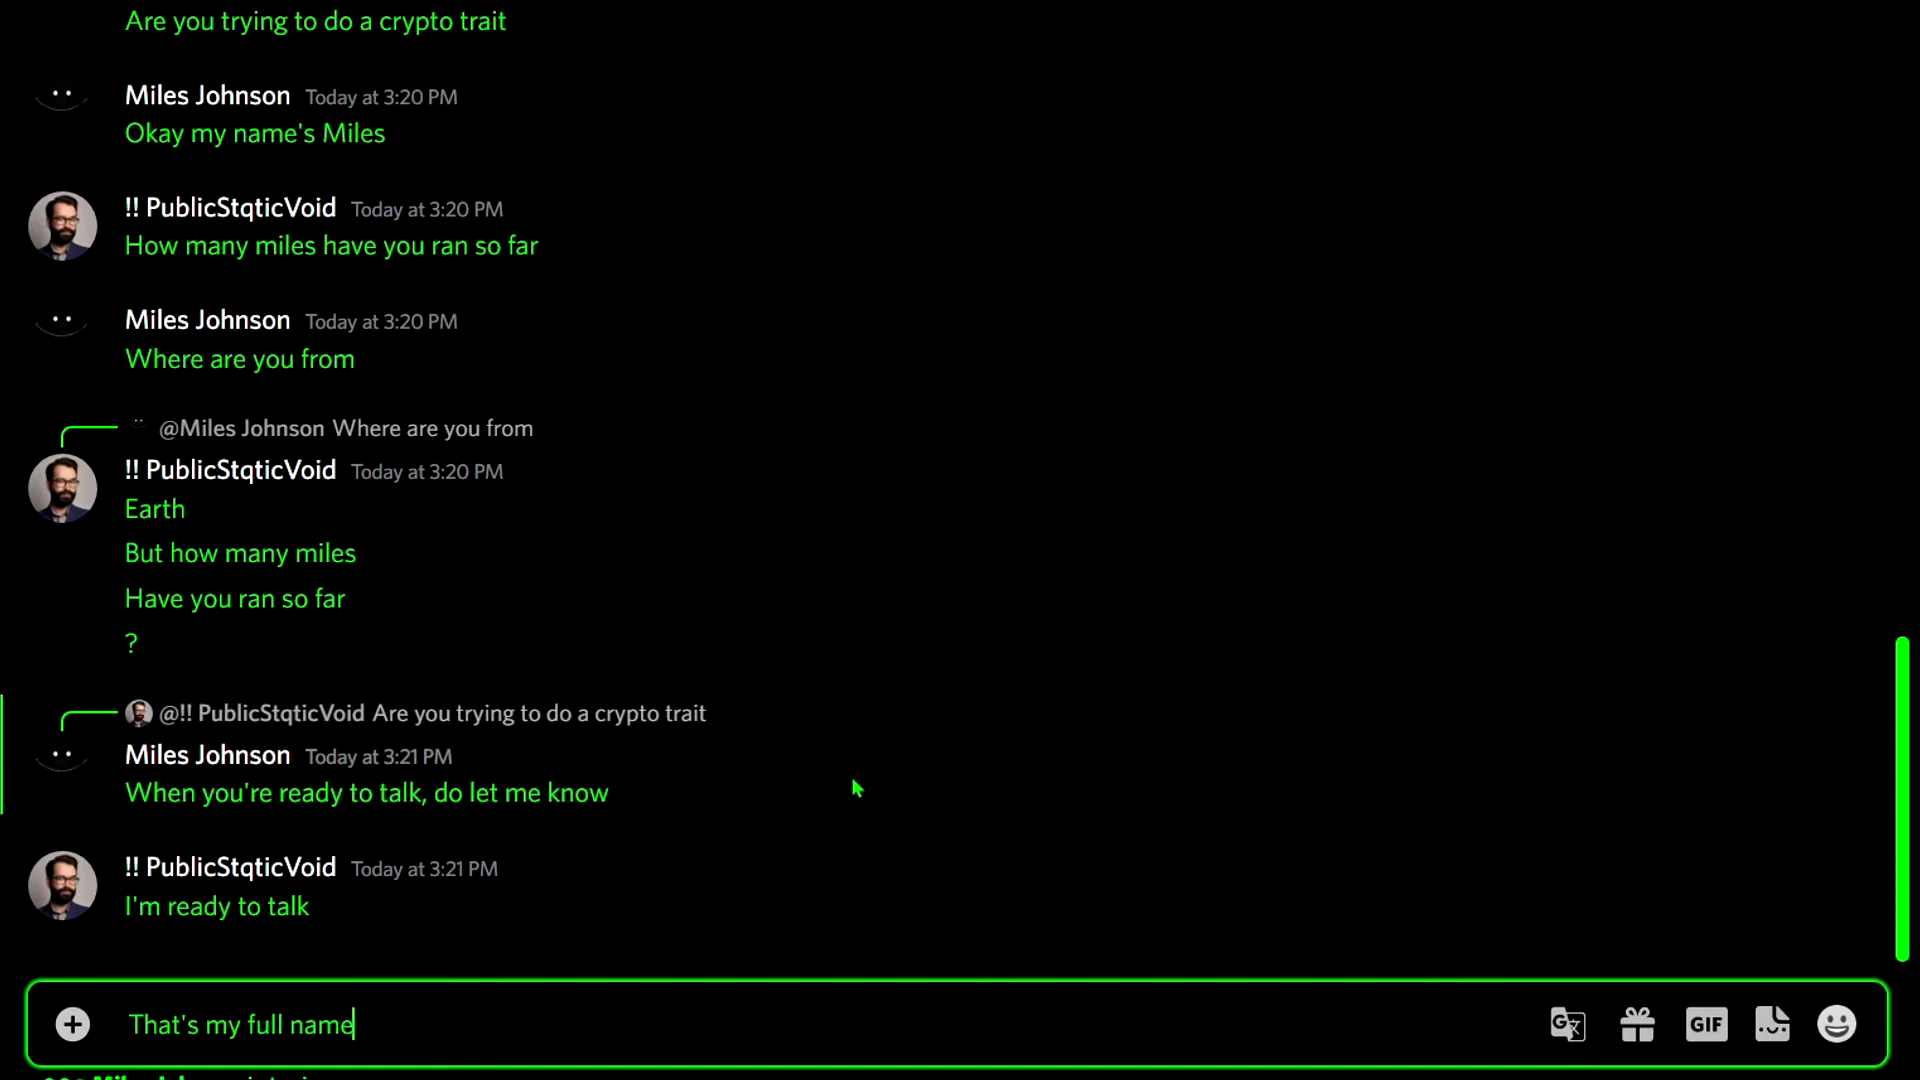 Are you trying to do a crypto trait
Miles Johnson Today at 3:20 PM
Okay my name's Miles
!! PublicStqticVoid Today at 3:20 PM
How many miles have you ran so far
Miles Johnson Today at 3:20 PM
Where are you from
@Miles Johnson Where are you from
!! PublicStqticVoid Today at 3:20 PM
Earth
But how many miles
Have you ran so far
?
@!! PublicStqticVoid Are you trying to do a crypto trait
Miles Johnson Today at 3:21 PM
When you're ready to talk, do let me know
!! PublicStqticVoid Today at 3:21 PM
I'm ready to talk
That's my full name
GIF